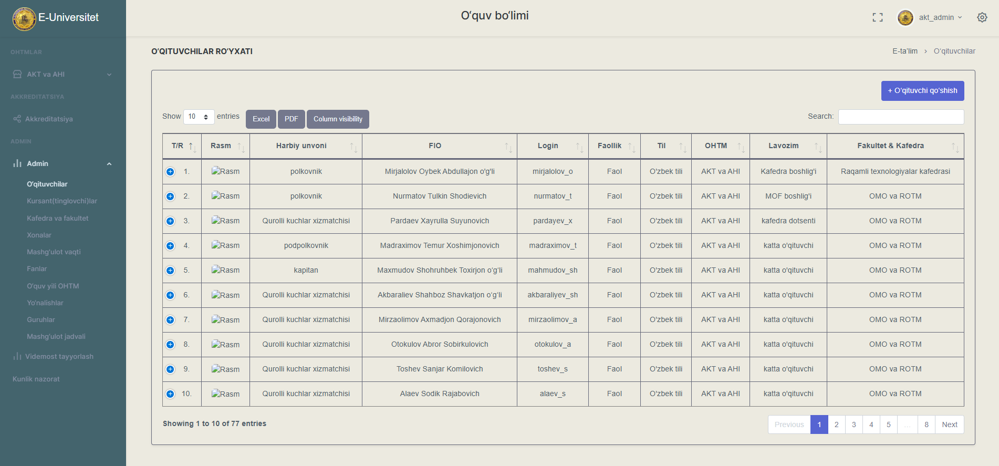 E-Universitet
O‘quv bo‘limi
akt_admin
OHTMLAR
AKT va AHI
AKKREDITATSIYA
Akkreditatsiya
ADMIN
Admin
O‘qituvchilar
Kursant(tinglovchi)lar
Kafedra va fakultet
Xonalar
Mashg‘ulot vaqti
Fanlar
O‘quv yili OHTM
Yo‘nalishlar
Guruhlar
Mashg‘ulot jadvali
Videmost tayyorlash
Kunlik nazorat
O‘QITUVCHILAR RO‘YXATI
E-ta’lim > O‘qituvchilar
+ O‘qituvchi qo‘shish
Show 10 entries Excel PDF Column visibility Search:
T/R Rasm Harbiy unvoni FIO Login Faollik Til OHTM Lavozim Fakultet & Kafedra
1. Rasm polkovnik Mirjalolov Oybek Abdullajon o'g'li mirjalolov_o Faol O'zbek tili AKT va AHI Kafedra boshlig'i Raqamli texnologiyalar kafedrasi
2. Rasm polkovnik Nurmatov Tulkin Shodievich nurmatov_t Faol O'zbek tili AKT va AHI MOF boshlig'i OMO va ROTM
3. Rasm Qurolli kuchlar xizmatchisi Pardaev Xayrulla Suyunovich pardayev_x Faol O'zbek tili AKT va AHI kafedra dotsenti OMO va ROTM
4. Rasm podpolkovnik Madraximov Temur Xoshimjonovich madraximov_t Faol O'zbek tili AKT va AHI katta o'qituvchi OMO va ROTM
5. Rasm kapitan Maxmudov Shohruhbek Toxirjon o‘g‘li mahmudov_sh Faol O'zbek tili AKT va AHI katta o'qituvchi OMO va ROTM
6. Rasm Qurolli kuchlar xizmatchisi Akbaraliev Shahboz Shavkatjon o‘g‘li akbaraliyev_sh Faol O'zbek tili AKT va AHI katta o'qituvchi OMO va ROTM
7. Rasm Qurolli kuchlar xizmatchisi Mirzaolimov Axmadjon Qorajonovich mirzaolimov_a Faol O'zbek tili AKT va AHI katta o'qituvchi OMO va ROTM
8. Rasm Qurolli kuchlar xizmatchisi Otokulov Abror Sobirkulovich otokulov_a Faol O'zbek tili AKT va AHI katta o'qituvchi OMO va ROTM
9. Rasm Qurolli kuchlar xizmatchisi Toshev Sanjar Komilovich toshev_s Faol O'zbek tili AKT va AHI katta o'qituvchi OMO va ROTM
10. Rasm Qurolli kuchlar xizmatchisi Alaev Sodik Rajabovich alaev_s Faol O'zbek tili AKT va AHI katta o'qituvchi OMO va ROTM
Showing 1 to 10 of 77 entries
Previous 1 2 3 4 5 … 8 Next